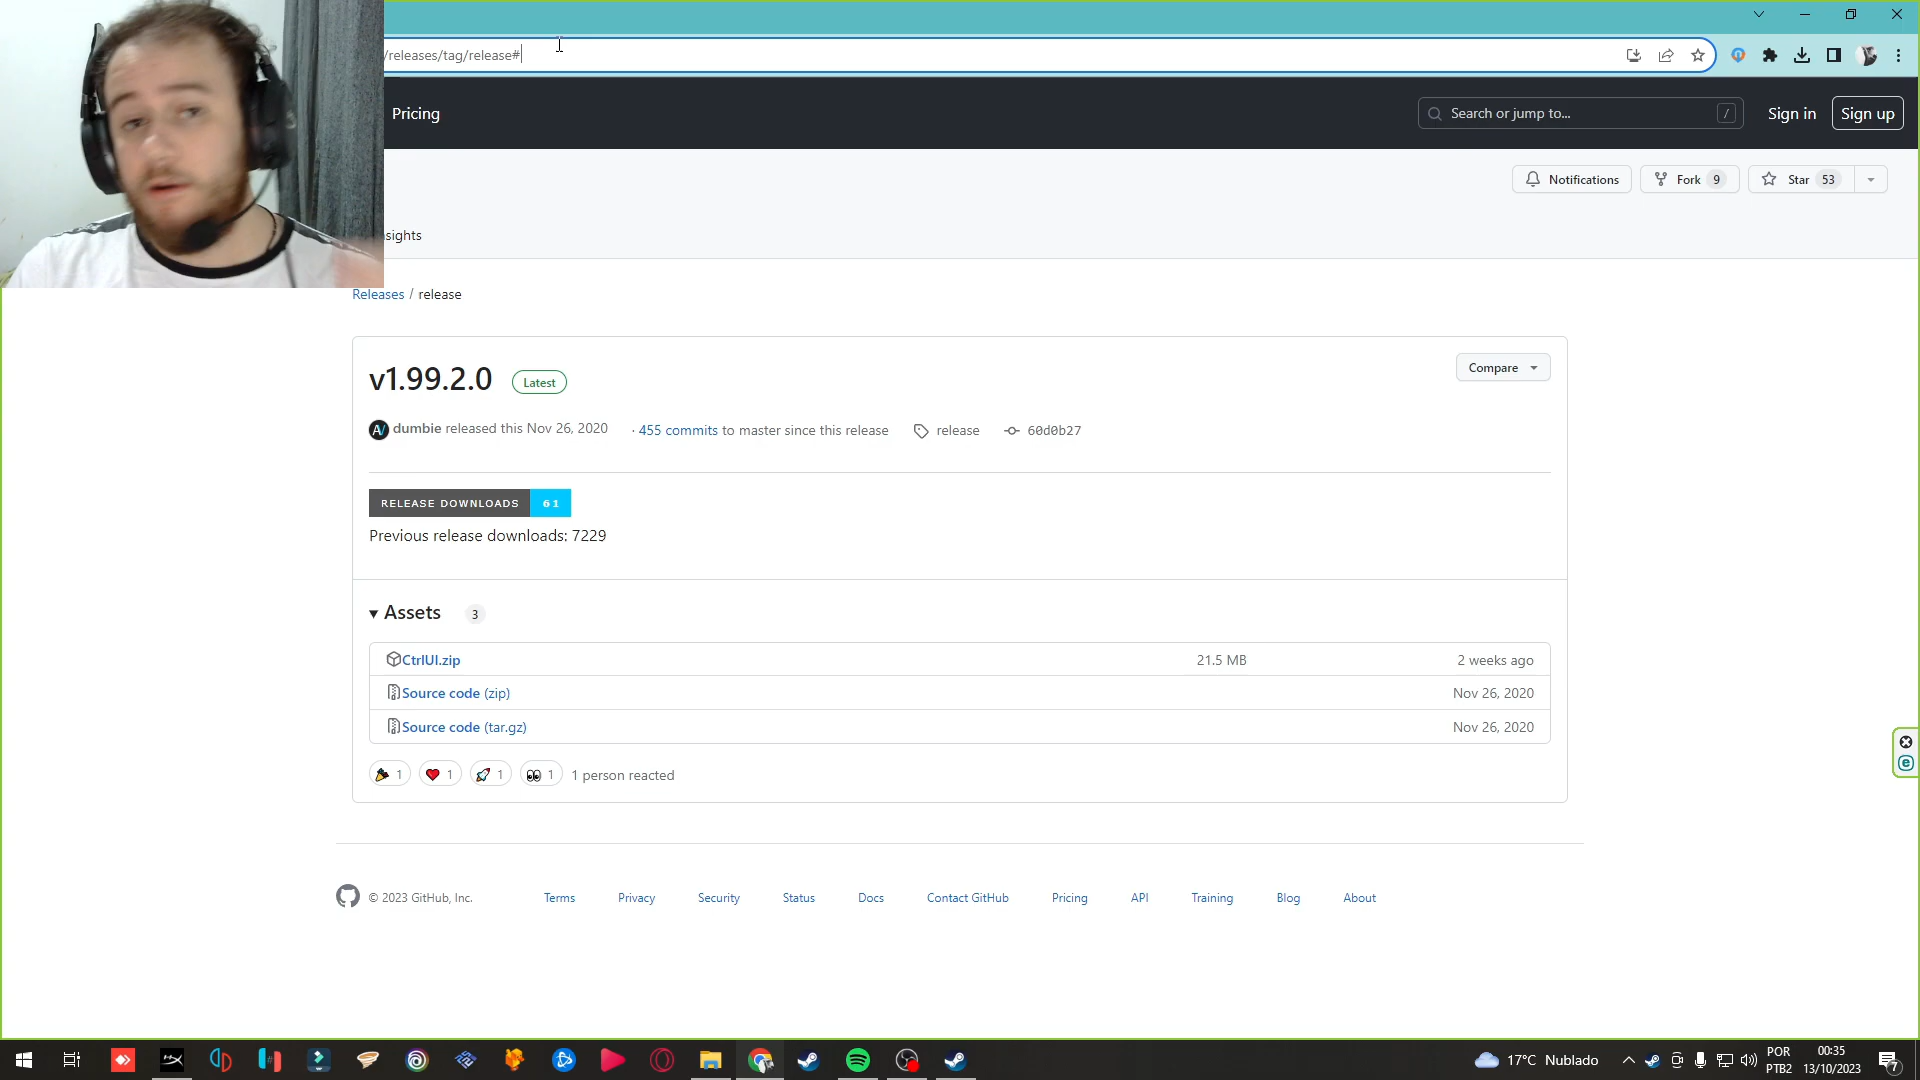 /releases/tag/release#
Pricing
Search or jump to...
/
Sign in
Sign up
Notifications
Fork 9
Star 53
sights
Releases / release
v1.99.2.0
Latest
Compare
dumbie released this Nov 26, 2020
· 455 commits to master since this release
release
60d0b27
RELEASE DOWNLOADS 61
Previous release downloads: 7229
Assets 3
CtrlUI.zip 21.5 MB 2 weeks ago
Source code (zip) Nov 26, 2020
Source code (tar.gz) Nov 26, 2020
1 1 1 1 1 person reacted
© 2023 GitHub, Inc.
Terms
Privacy
Security
Status
Docs
Contact GitHub
Pricing
API
Training
Blog
About
17°C Nublado
POR
PTB2
00:35
13/10/2023
7